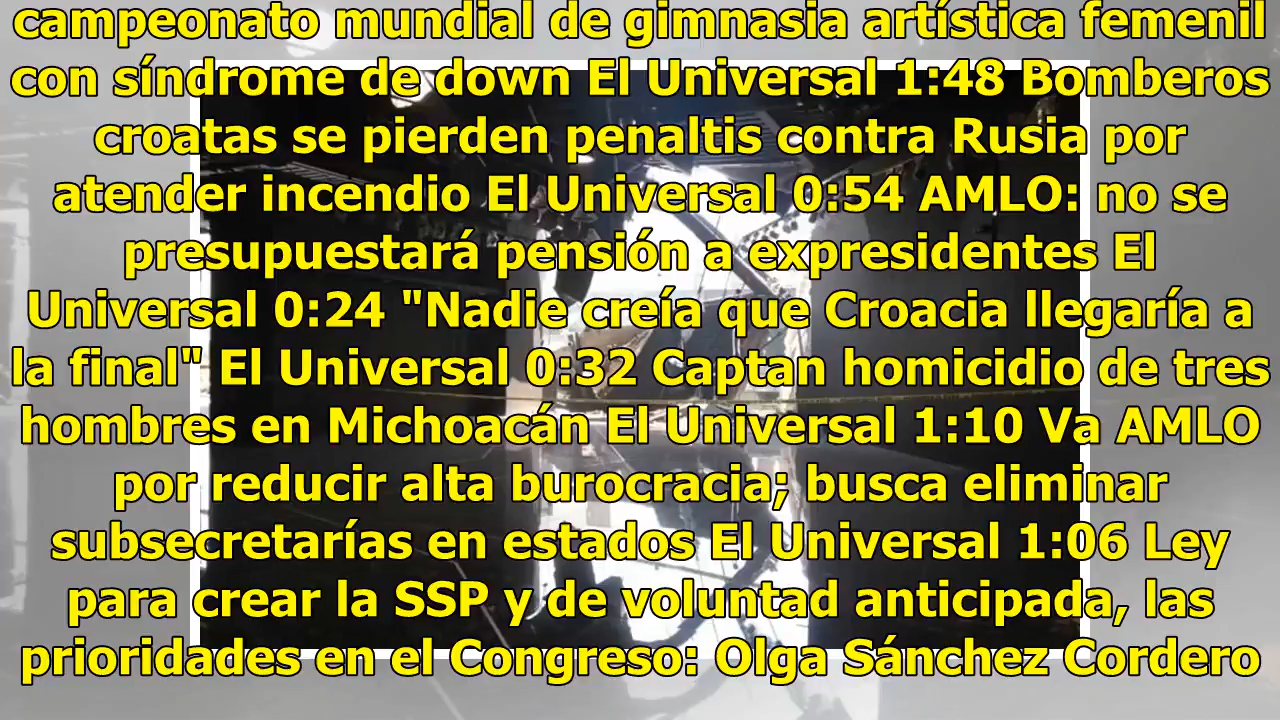 campeonato mundial de gimnasia artística femenil
con síndrome de down El Universal 1:48 Bomberos
croatas se pierden penaltis contra Rusia por
atender incendio El Universal 0:54 AMLO: no se
presupuestará pensión a expresidentes El
Universal 0:24 "Nadie creía que Croacia llegaría a
la final" El Universal 0:32 Captan homicidio de tres
hombres en Michoacán El Universal 1:10 Va AMLO
por reducir alta burocracia; busca eliminar
subsecretarías en estados El Universal 1:06 Ley
para crear la SSP y de voluntad anticipada, las
prioridades en el Congreso: Olga Sánchez Cordero